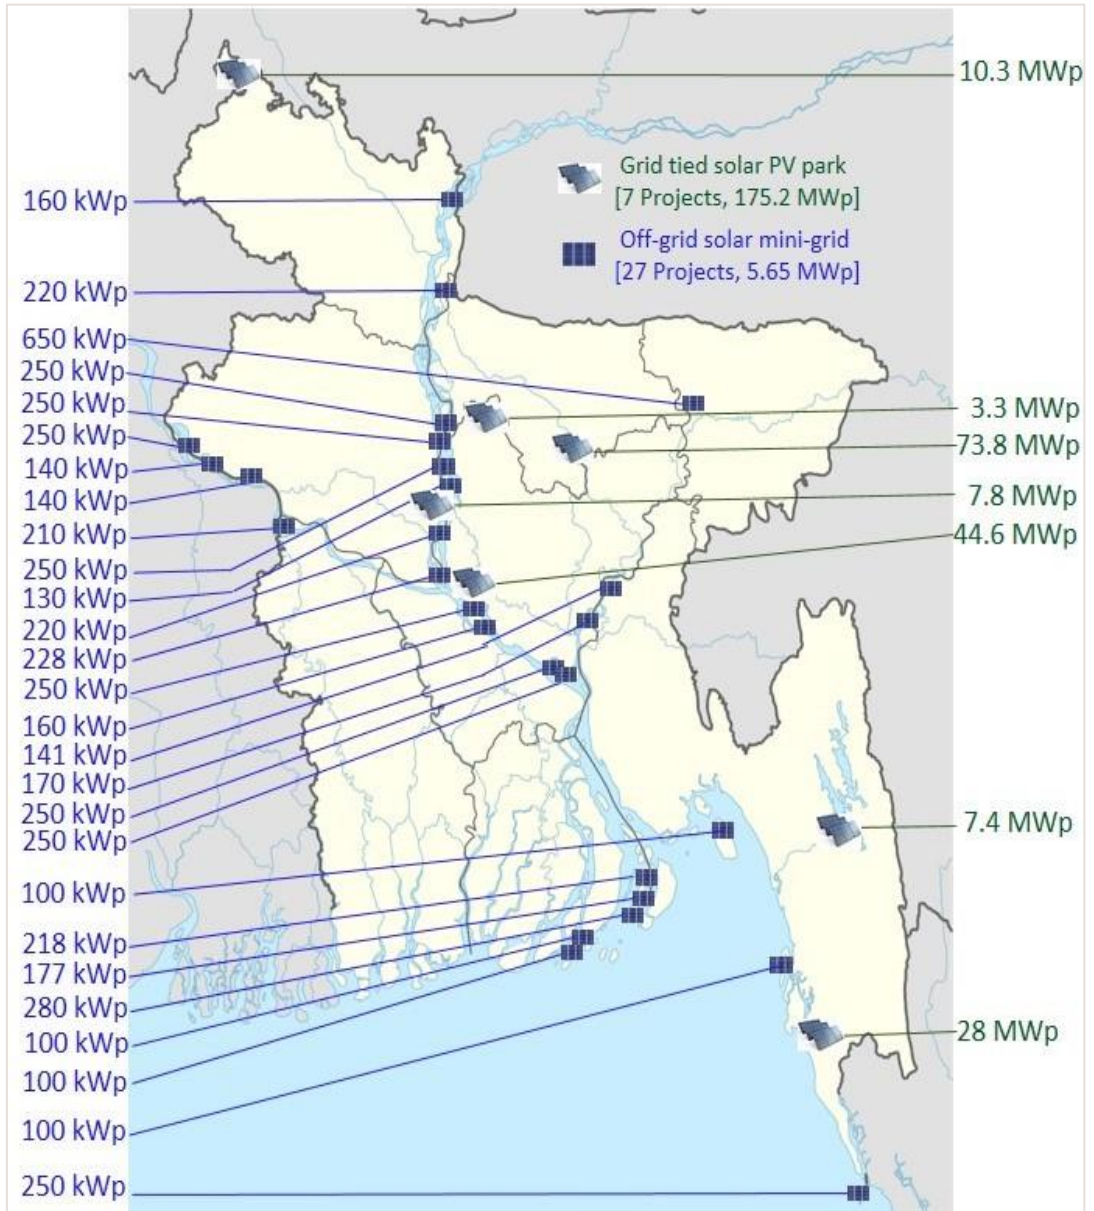 10.3 MWp
Grid tied solar PV park
[7 Projects, 175.2 MWp]
Off-grid solar mini-grid
[27 Projects, 5.65 MWp]
160 kWp
220 kWp
650 kWp
250 kWp
250 kWp
250 kWp
140 kWp
140 kWp
210 kWp
250 kWp
130 kWp
220 kWp
228 kWp
250 kWp
160 kWp
141 kWp
170 kWp
250 kWp
250 kWp
100 kWp
218 kWp
177 kWp
280 kWp
100 kWp
100 kWp
100 kWp
250 kWp
3.3 MWp
73.8 MWp
7.8 MWp
44.6 MWp
7.4 MWp
28 MWp